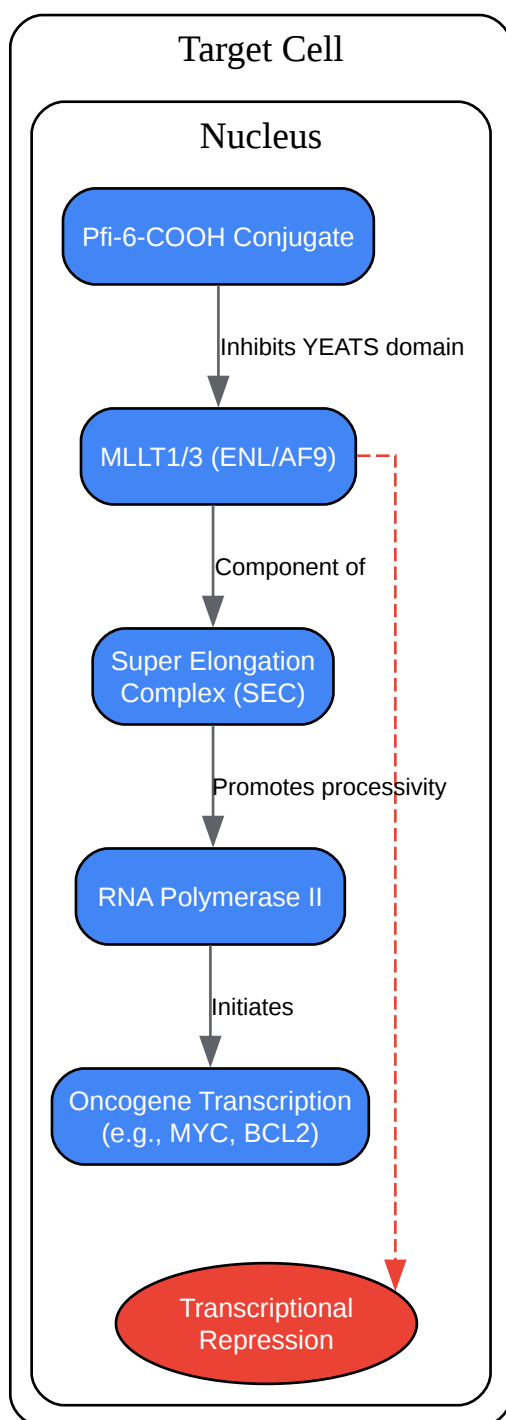 Target Cell
Nucleus
Pfi-6-COOH Conjugate
Inhibits YEATS domain
MLLT1/3 (ENL/AF9)
Component of
Super Elongation
Complex (SEC)
Promotes processivity
RNA Polymerase II
Initiates
Oncogene Transcription
(e.g., MYC, BCL2)
Transcriptional
Repression